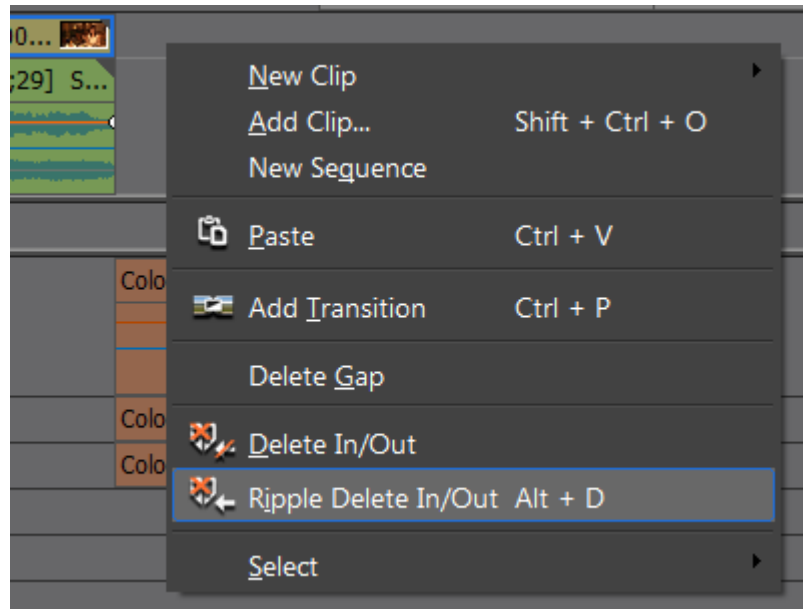 0... 
;29] S...
New Clip
Add Clip... Shift + Ctrl + O
New Sequence
Paste Ctrl + V
Colo
Add Transition Ctrl + P
Delete Gap
Colo
Delete In/Out
Colo
Ripple Delete In/Out Alt + D
Select